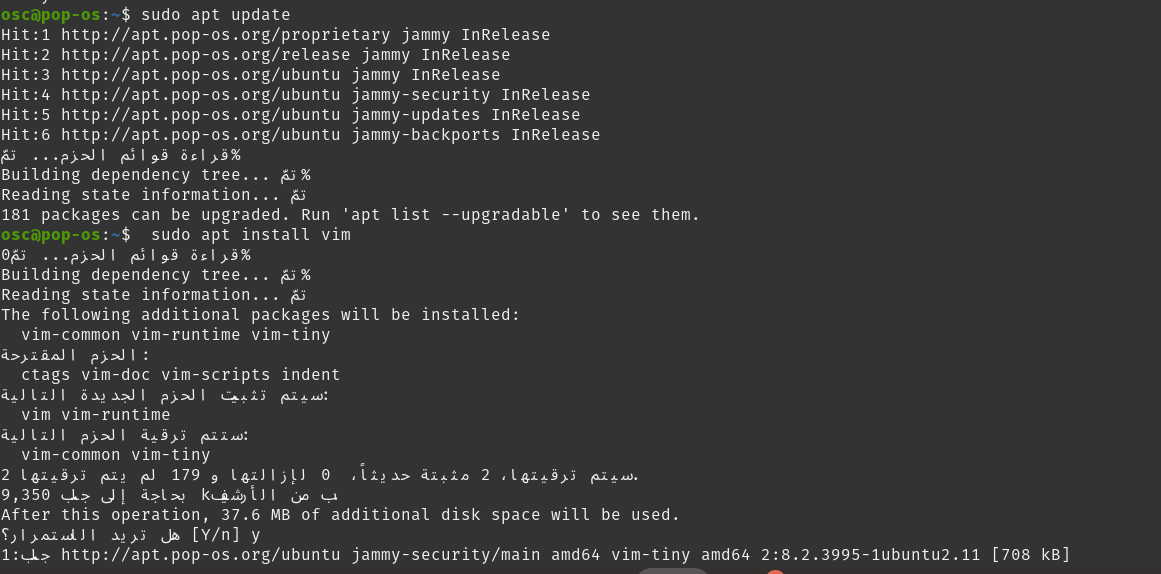 osc@pop-os:~$ sudo apt update
Hit:1 http://apt.pop-os.org/proprietary jammy InRelease
Hit:2 http://apt.pop-os.org/release jammy InRelease
Hit:3 http://apt.pop-os.org/ubuntu jammy InRelease
Hit:4 http://apt.pop-os.org/ubuntu jammy-security InRelease
Hit:5 http://apt.pop-os.org/ubuntu jammy-updates InRelease
Hit:6 http://apt.pop-os.org/ubuntu jammy-backports InRelease
قراءة قوائم الحزم... تمّ%
Building dependency tree... تمّ%
Reading state information... تمّ
181 packages can be upgraded. Run 'apt list --upgradable' to see them.
osc@pop-os:~$  sudo apt install vim
قراءة قوائم الحزم... تمّ0%
Building dependency tree... تمّ%
Reading state information... تمّ
The following additional packages will be installed:
  vim-common vim-runtime vim-tiny
الحزم المقترحة:
  ctags vim-doc vim-scripts indent
سيتم تثبيت الحزم الجديدة التالية:
  vim vim-runtime
ستتم ترقية الحزم التالية:
  vim-common vim-tiny
2 سيتم ترقيتها، 2 مثبتة حديثاً،  0 لإزالتها و 179 لم يتم ترقيتها.
بحاجة إلى جلب 9,350 kب من الأرشيف
After this operation, 37.6 MB of additional disk space will be used.
هل تريد الاستمرار؟ [Y/n] y
جلب:1 http://apt.pop-os.org/ubuntu jammy-security/main amd64 vim-tiny amd64 2:8.2.3995-1ubuntu2.11 [708 kB]